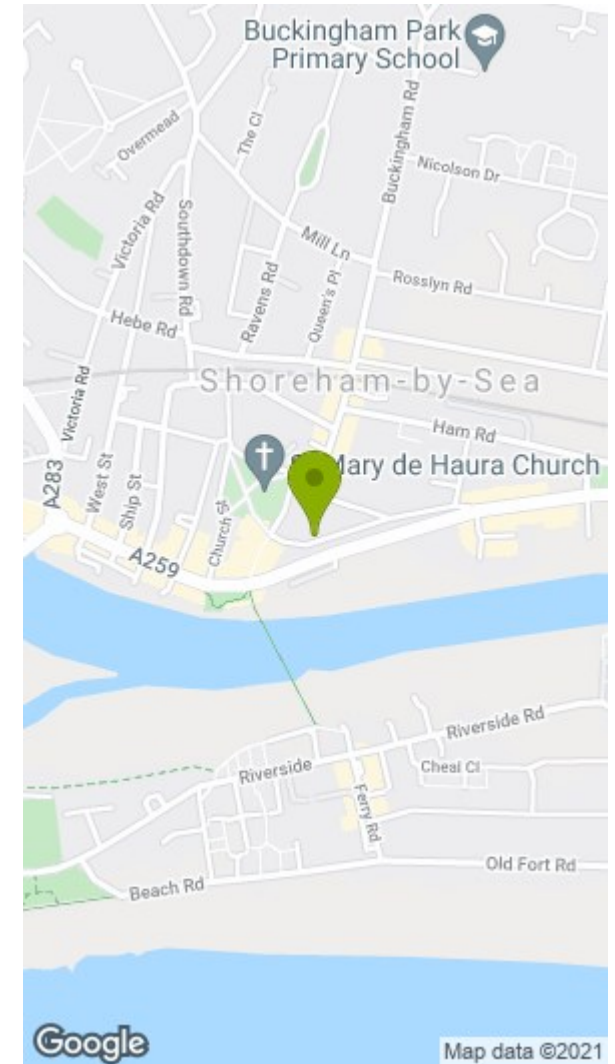 Buckingham Park
Primary School
Overmead
The Cl
Buckingham Rd
Nicolson Dr
Victoria Rd
Southdown Rd
Mill Ln
Ravens Rd
Queen's Pl
Rosslyn Rd
Hebe Rd
Shoreham-by-Sea
Victoria Rd
Ham Rd
Mary de Haura Church
A283
West St
Ship St
Church St
A259
Riverside Rd
Riverside
Cheal Cl
Ferry Rd
Old Fort Rd
Beach Rd
Google
Map data ©2021